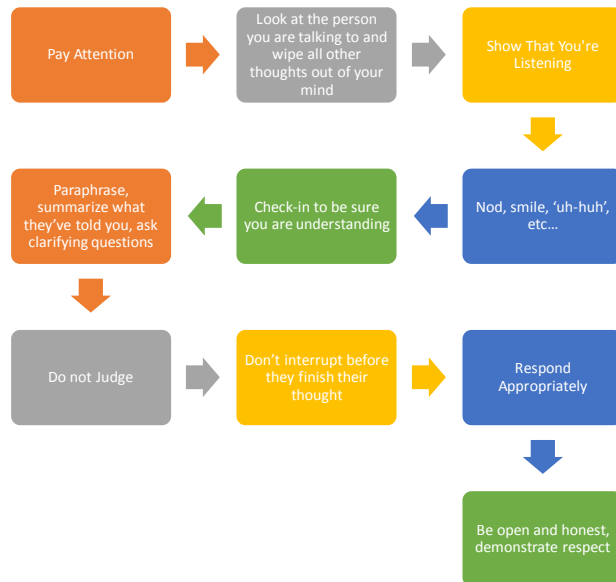 Pay Attention
Look at the person
you are talking to and
wipe all other
thoughts out of your
mind
Show That You're
Listening
Nod, smile, ‘uh-huh’,
etc…
Check-in to be sure
you are understanding
Paraphrase,
summarize what
they’ve told you, ask
clarifying questions
Do not Judge
Don’t interrupt before
they finish their
thought
Respond
Appropriately
Be open and honest,
demonstrate respect